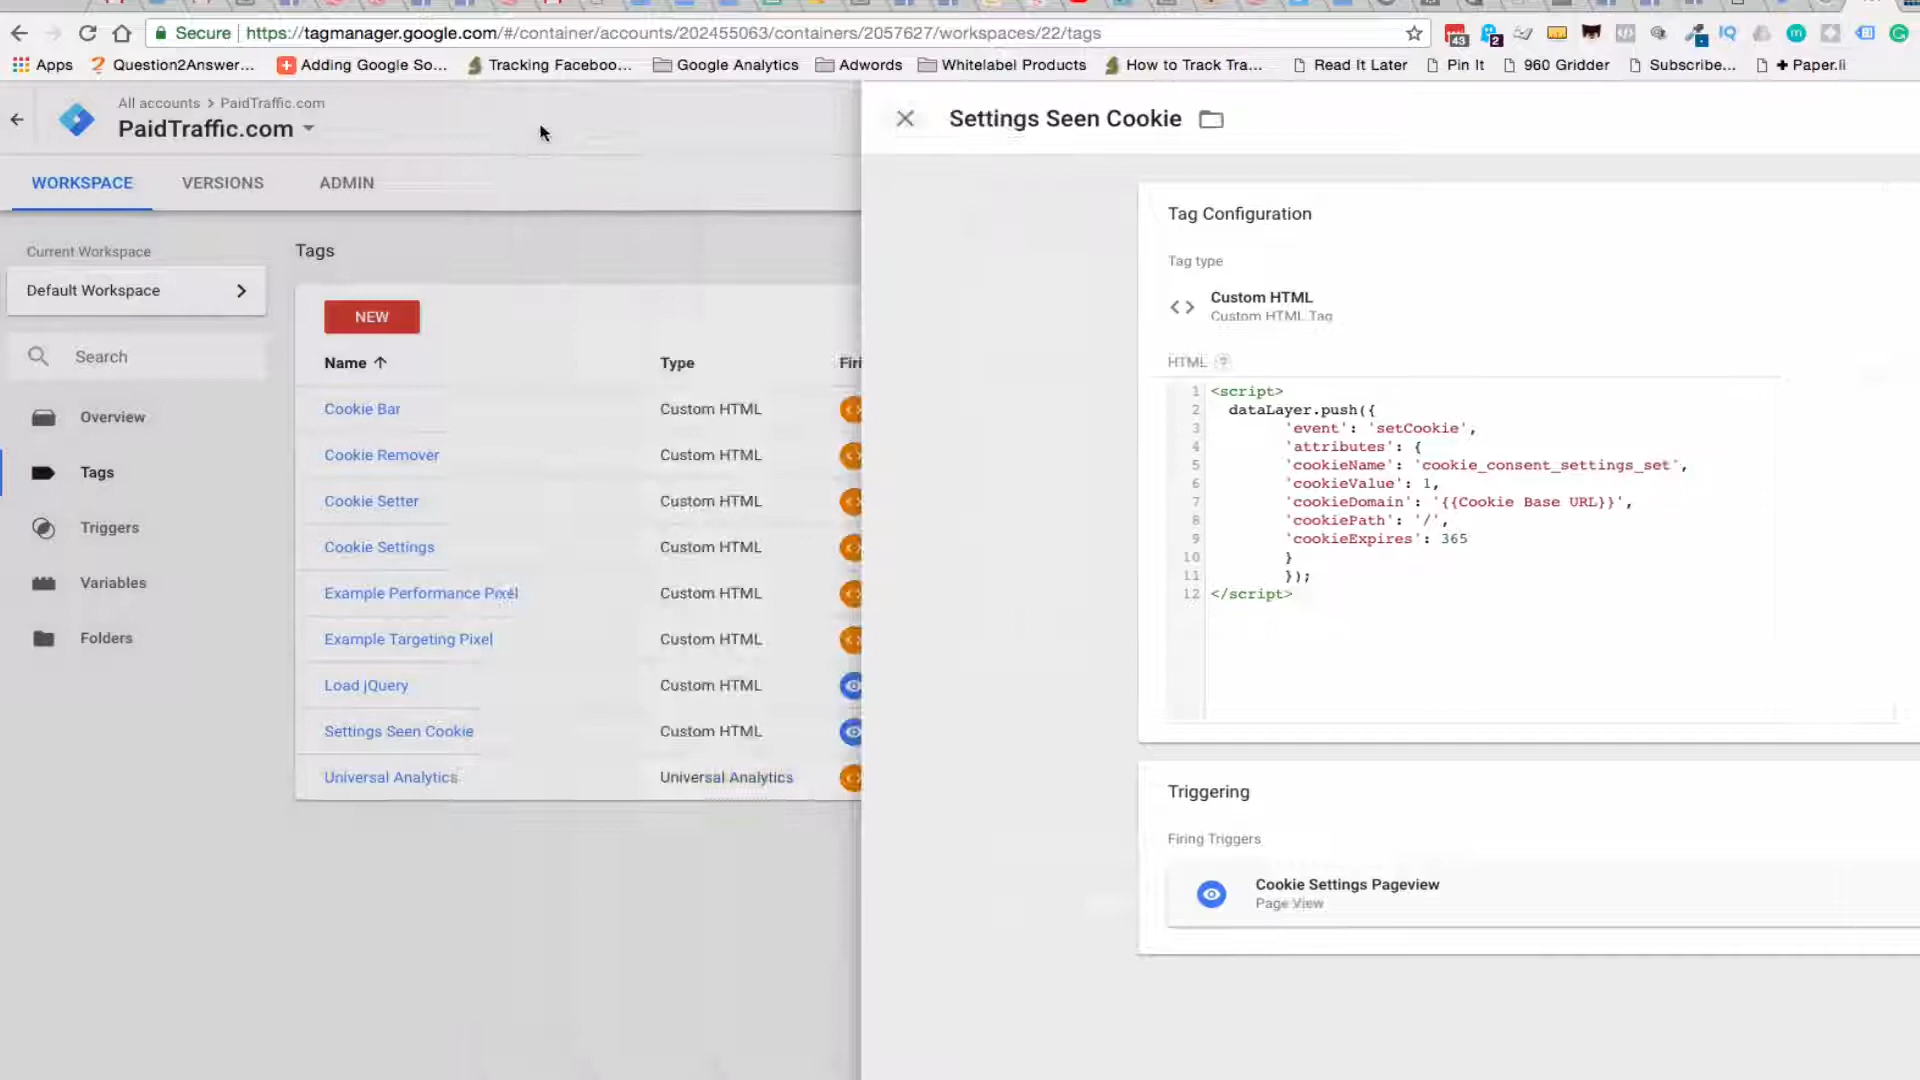 Secure | https://tagmanager.google.com/#/container/accounts/202455063/containers/2057627/workspaces/22/tags
43
2
IQ
Apps
Question2Answer...
Adding Google So...
Tracking Faceboo...
Google Analytics
Adwords
Whitelabel Products
How to Track Tra...
Read It Later
Pin It
960 Gridder
Subscribe...
+ Paper.li
All accounts > PaidTraffic.com
PaidTraffic.com
WORKSPACE
VERSIONS
ADMIN
Current Workspace
Default Workspace
Search
Overview
Tags
Triggers
Variables
Folders
Tags
NEW
Name
Type
Firi
Cookie Bar
Custom HTML
Cookie Remover
Custom HTML
Cookie Setter
Custom HTML
Cookie Settings
Custom HTML
Example Performance Pixel
Custom HTML
Example Targeting Pixel
Custom HTML
Load jQuery
Custom HTML
Settings Seen Cookie
Custom HTML
Universal Analytics
Universal Analytics
Settings Seen Cookie
Tag Configuration
Tag type
Custom HTML
Custom HTML Tag
HTML ?
1 <script>
2 dataLayer.push({
3 'event': 'setCookie',
4 'attributes': {
5 'cookieName': 'cookie_consent_settings_set',
6 'cookieValue': 1,
7 'cookieDomain': '{{Cookie Base URL}}',
8 'cookiePath': '/',
9 'cookieExpires': 365
10 }
11 });
12 </script>
Triggering
Firing Triggers
Cookie Settings Pageview
Page View